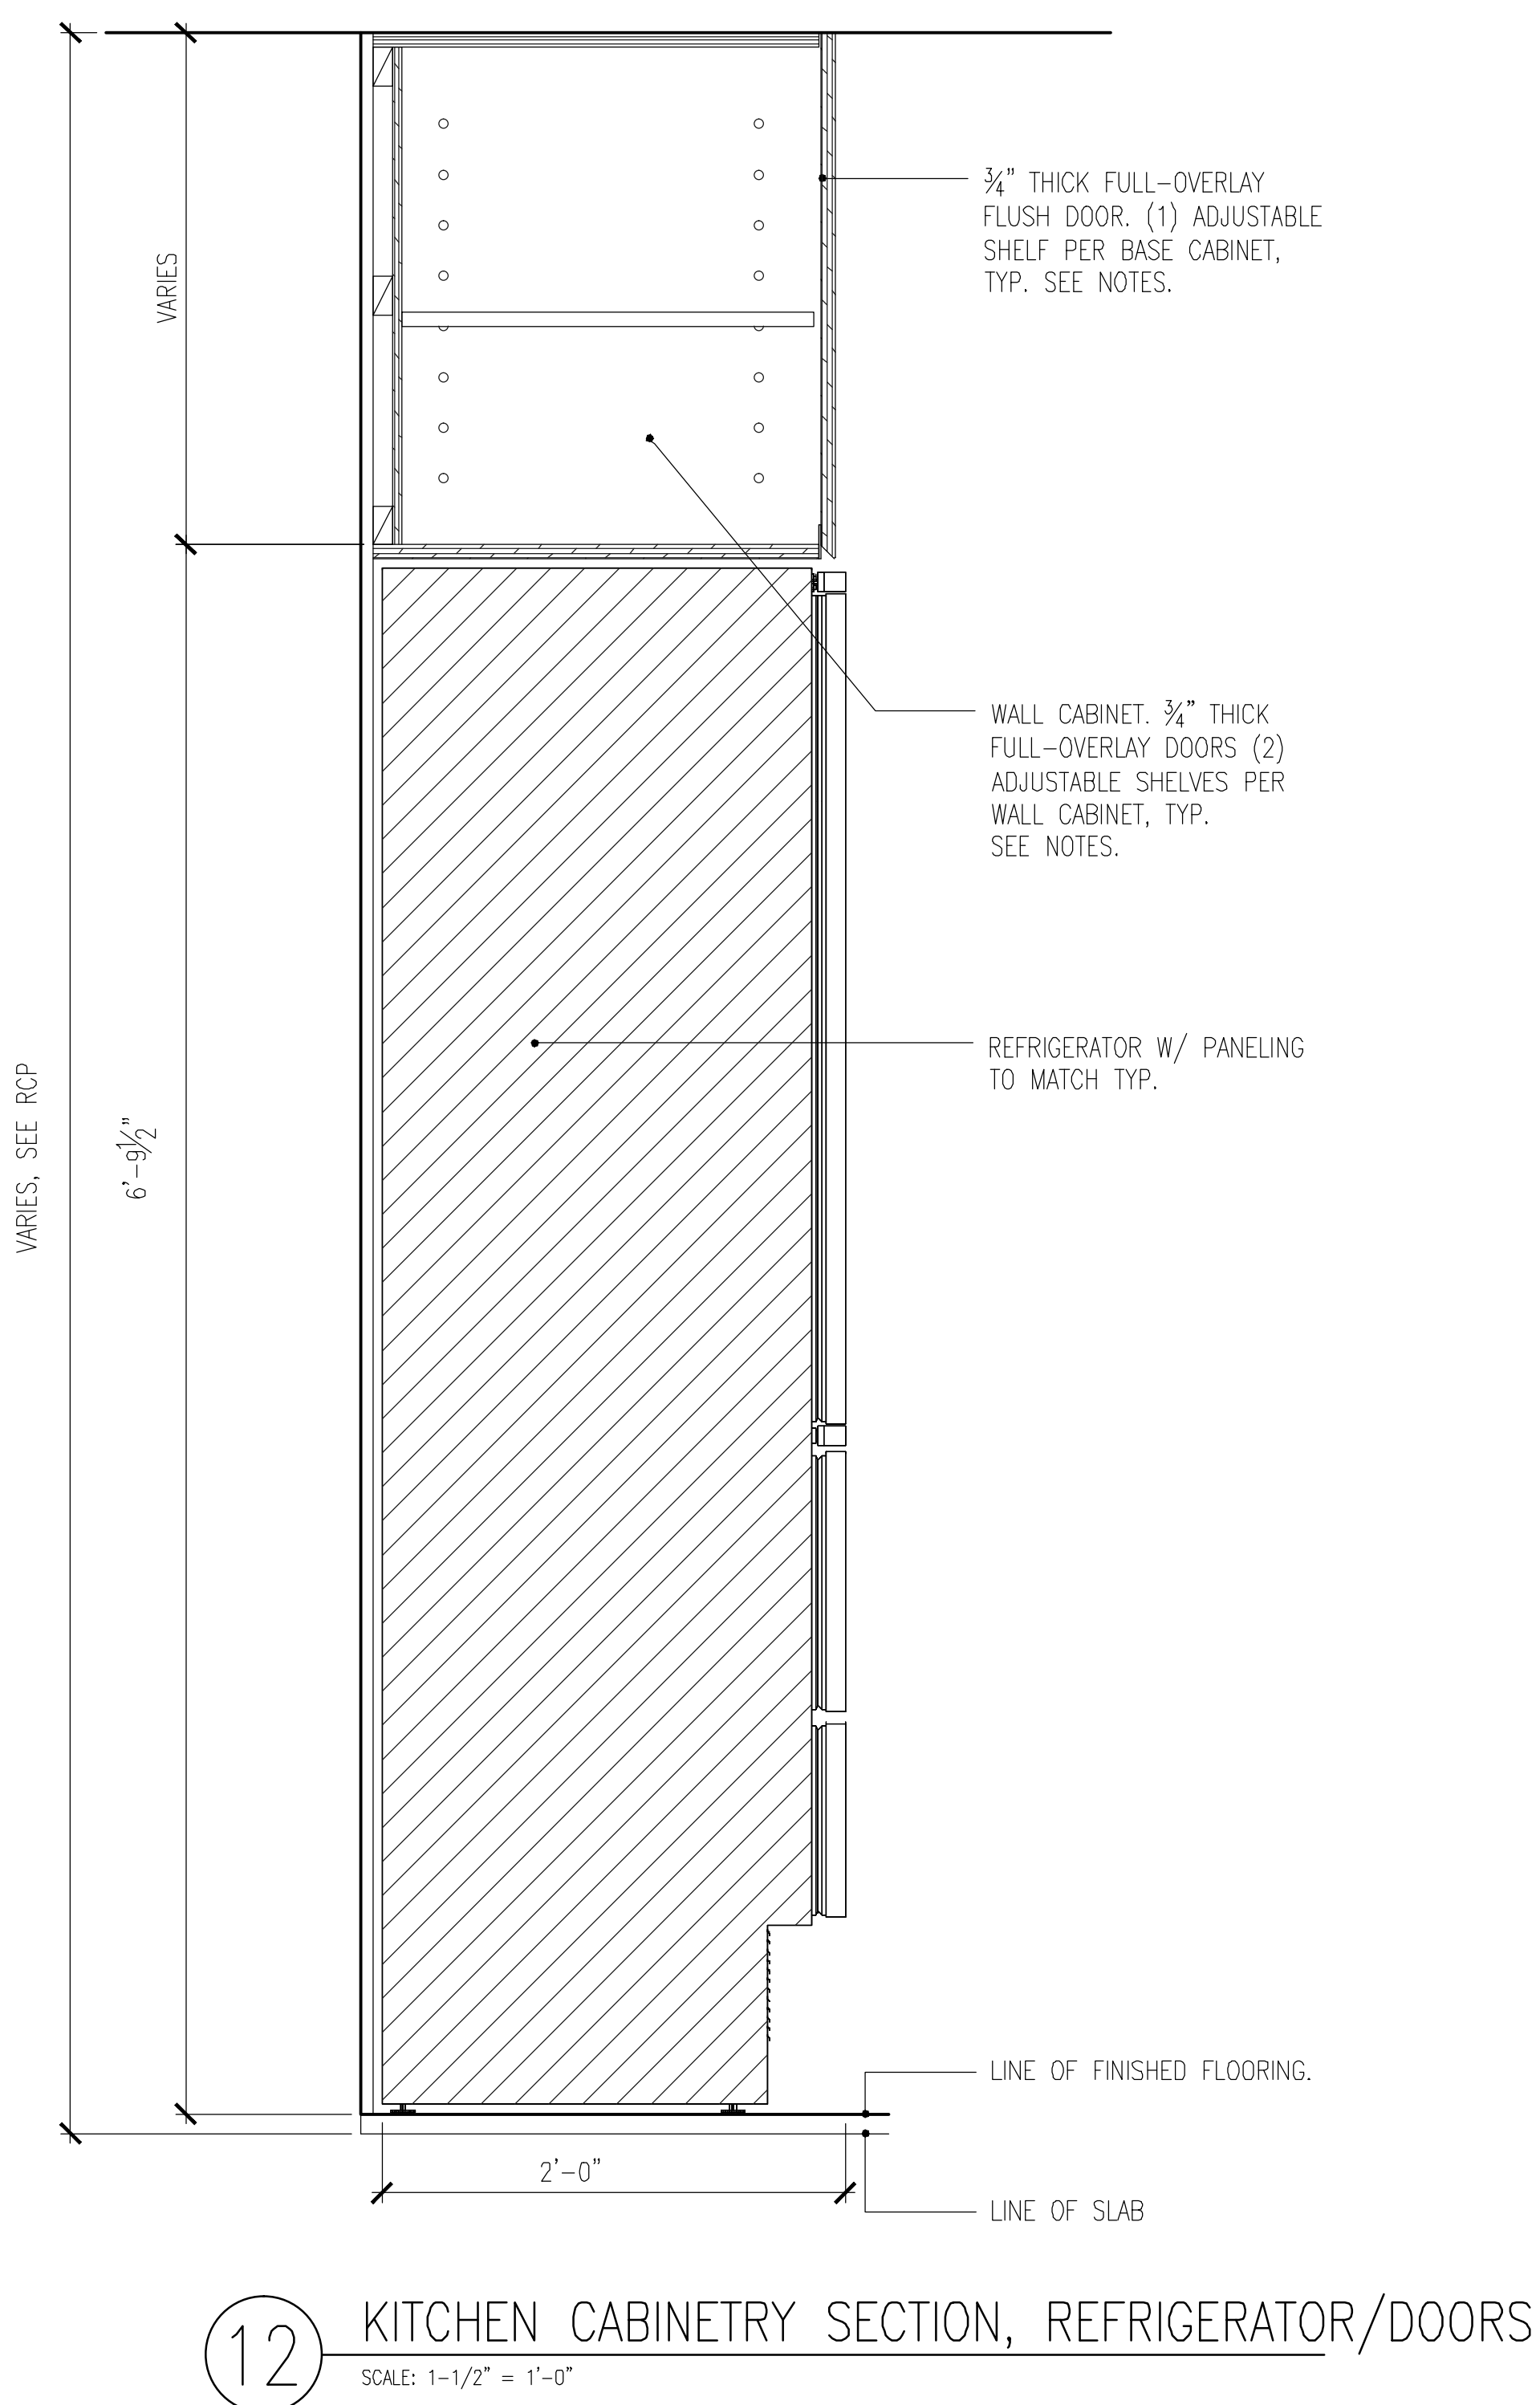 ¾” THICK FULL-OVERLAY
FLUSH DOOR. (1) ADJUSTABLE
SHELF PER BASE CABINET,
TYP. SEE NOTES.
VARIES
WALL CABINET. ¾” THICK
FULL-OVERLAY DOORS (2)
ADJUSTABLE SHELVES PER
WALL CABINET, TYP.
SEE NOTES.
REFRIGERATOR W/ PANELING
TO MATCH TYP.
VARIES, SEE RCP
6’-9½”
LINE OF FINISHED FLOORING.
2’-0”
LINE OF SLAB
12
KITCHEN CABINETRY SECTION, REFRIGERATOR/DOORS
SCALE: 1-1/2” = 1’-0”